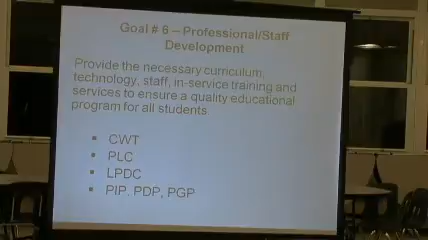 Goal # 6 – Professional/Staff
Development
Provide the necessary curriculum,
technology, staff, in-service training and
services to ensure a quality educational
program for all students.
▪ CWT
▪ PLC
▪ LPDC
▪ PIP. PDP, PGP